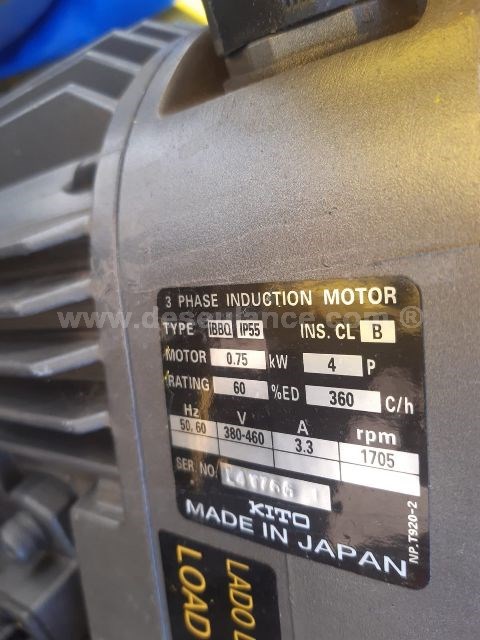 3 PHASE INDUCTION MOTOR
www.deseulance.com ®
TYPE IBBQ IP55 INS. CL B
MOTOR 0.75 kW 4 P
RATING 60 %ED 360 C/h
Hz V A rpm
50, 60 380-460 3.3 1705
SER NO.
KITO
MADE IN JAPAN
NP.T920-2
LADO
LOAD